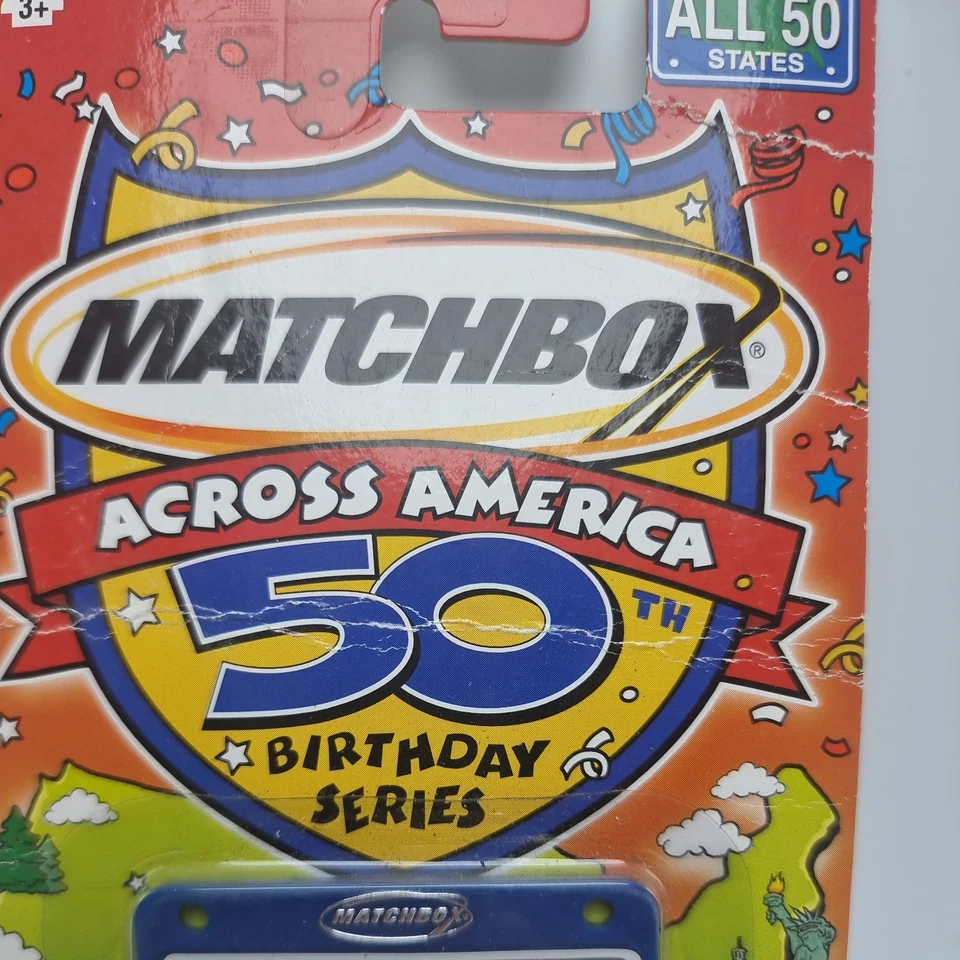 3+
ALL 50
STATES
MATCHBOX®
ACROSS AMERICA
50TH
BIRTHDAY
SERIES
MATCHBOX